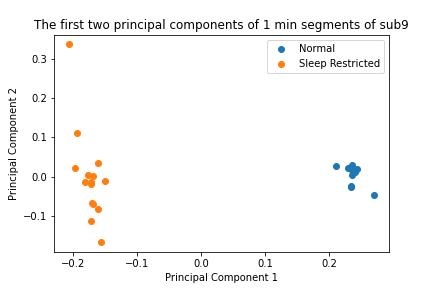 The first two principal components of 1 min segments of sub9
Normal
Sleep Restricted
Principal Component 2
0.3
0.2
0.1
0.0
−0.1
−0.2
−0.1
0.0
0.1
0.2
Principal Component 1